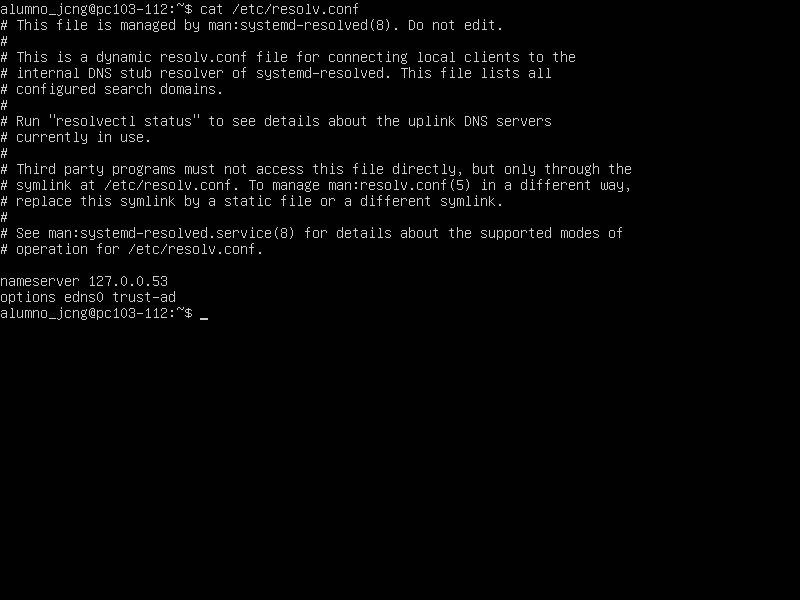 alumno_jcng@pc103-112:~$ cat /etc/resolv.conf
# This file is managed by man:systemd-resolved(8). Do not edit.
#
# This is a dynamic resolv.conf file for connecting local clients to the
# internal DNS stub resolver of systemd-resolved. This file lists all
# configured search domains.
#
# Run "resolvectl status" to see details about the uplink DNS servers
# currently in use.
#
# Third party programs must not access this file directly, but only through the
# symlink at /etc/resolv.conf. To manage man:resolv.conf(5) in a different way,
# replace this symlink by a static file or a different symlink.
#
# See man:systemd-resolved.service(8) for details about the supported modes of
# operation for /etc/resolv.conf.

nameserver 127.0.0.53
options edns0 trust-ad
alumno_jcng@pc103-112:~$ _